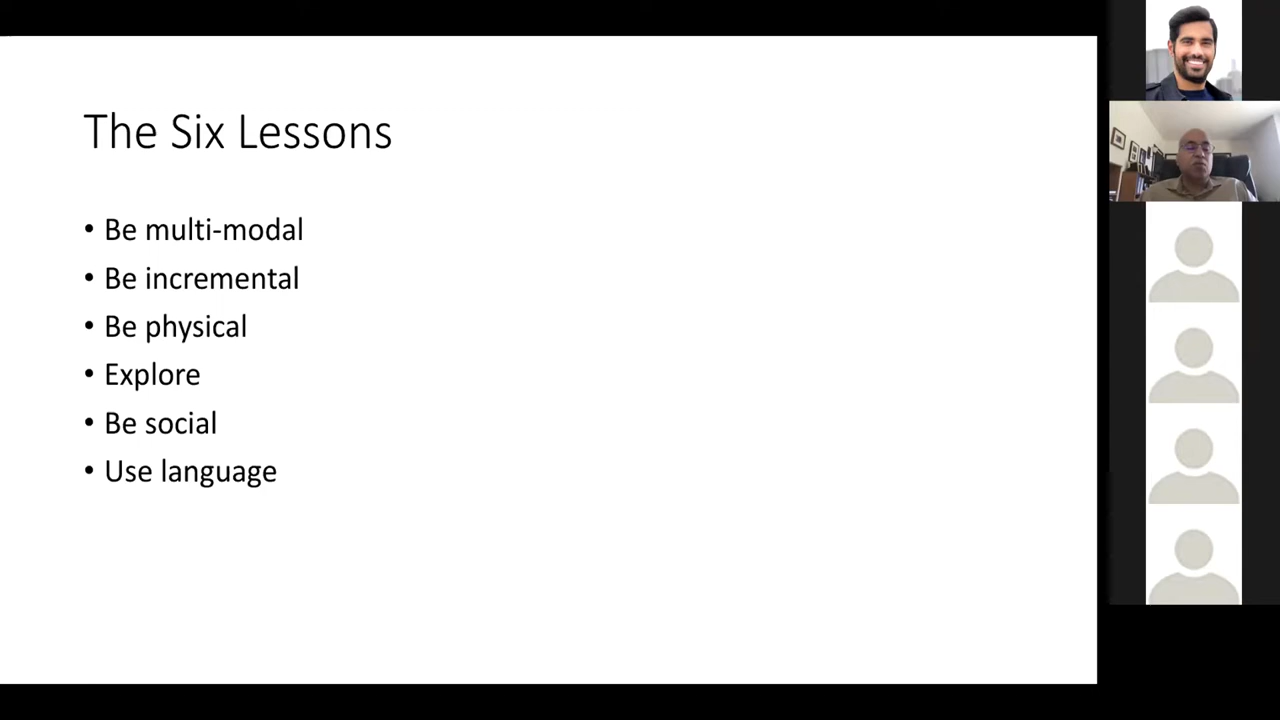 The Six Lessons
• Be multi-modal
• Be incremental
• Be physical
• Explore
• Be social
• Use language